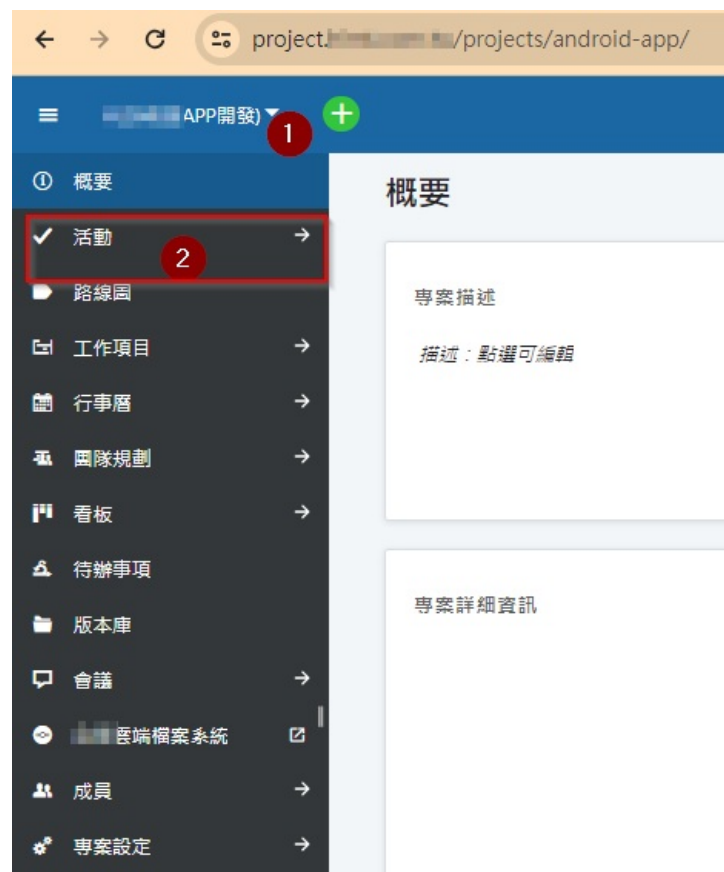 project. /projects/android-app/
APP開發)
1
概要
活動
2
路線圖
工作項目
行事曆
團隊規劃
看板
待辦事項
版本庫
會議
雲端檔案系統
成員
專案設定
概要
專案描述
描述：點選可編輯
專案詳細資訊